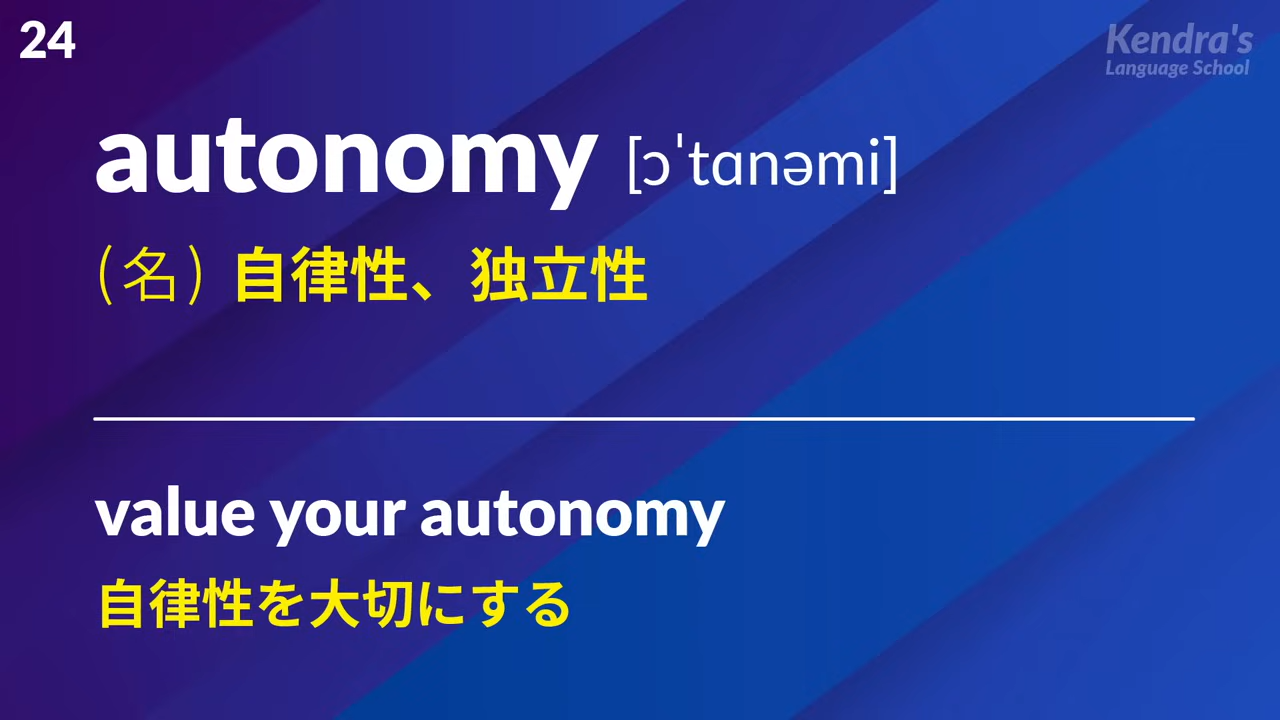 24
Kendra's
Language School
autonomy [ɔˈtɑnəmi]
(名) 自律性、独立性
value your autonomy
自律性を大切にする